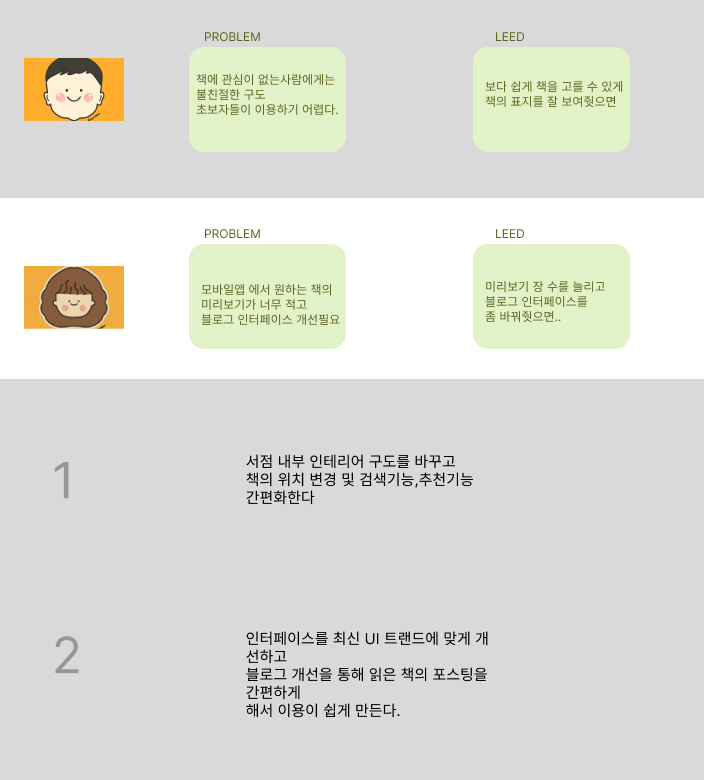 PROBLEM
LEED
책에 관심이 없는사람에게는
불친절한 구도
초보자들이 이용하기 어렵다.
보다 쉽게 책을 고를 수 있게
책의 표지를 잘 보여줫으면
PROBLEM
LEED
모바일앱 에서 원하는 책의
미리보기가 너무 적고
블로그 인터페이스 개선필요
미리보기 장 수를 늘리고
블로그 인터페이스를
좀 바꿔줫으면..
1
서점 내부 인테리어 구도를 바꾸고
책의 위치 변경 및 검색기능,추천기능
간편화한다
2
인터페이스를 최신 UI 트랜드에 맞게 개
선하고
블로그 개선을 통해 읽은 책의 포스팅을
간편하게
해서 이용이 쉽게 만든다.